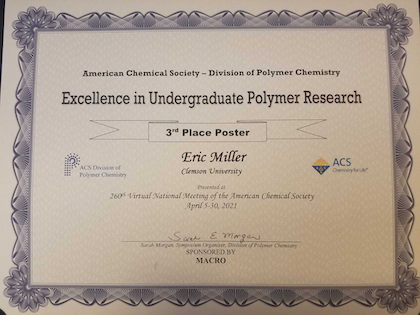 American Chemical Society – Division of Polymer Chemistry
Excellence in Undergraduate Polymer Research
3rd Place Poster
Eric Miller
Clemson University
ACS Division of
Polymer Chemistry
ACS
Chemistry for Life®
Presented at
260th Virtual National Meeting of the American Chemical Society
April 5-30, 2021
Sarah E Morgan
Sarah Morgan, Symposium Organizer, Division of Polymer Chemistry
SPONSORED BY
MACRO